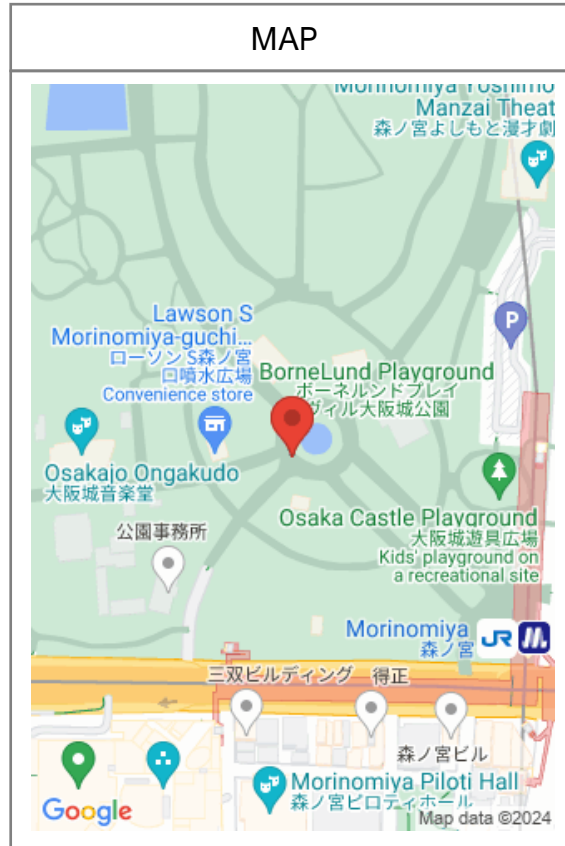 MAP
Morinomiya Yoshimo
Manzai Theat
森ノ宮よしもと漫才劇
P
Lawson S
Morinomiya-guchi...
ローソン S森ノ宮
口噴水広場
Convenience store
BorneLund Playground
ボーネルンドプレイ
ヴィル大阪城公園
Osakajo Ongakudo
大阪城音楽堂
Osaka Castle Playground
大阪城遊具広場
Kids' playground on
a recreational site
公園事務所
Morinomiya
森ノ宮
JR
三双ビルディング
得正
森ノ宮ビル
Morinomiya Piloti Hall
森ノ宮ピロティホール
Google
Map data ©2024